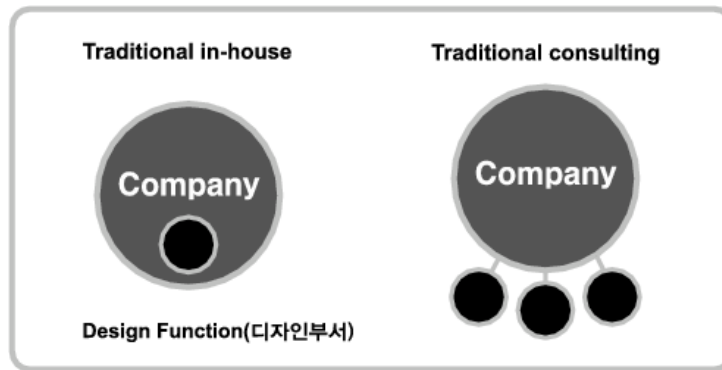 Traditional in-house
Traditional consulting
Company
Company
Design Function(디자인부서)